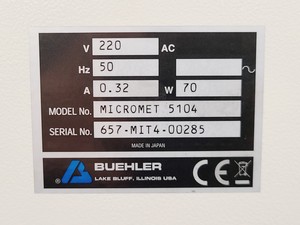 V 220 AC
Hz 50 ~
A 0.32 W 70
MODEL No. MICROMET 5104
SERIAL No. 657-MIT4-00285
MADE IN JAPAN
® BUEHLER
LAKE BLUFF, ILLINOIS USA
CE